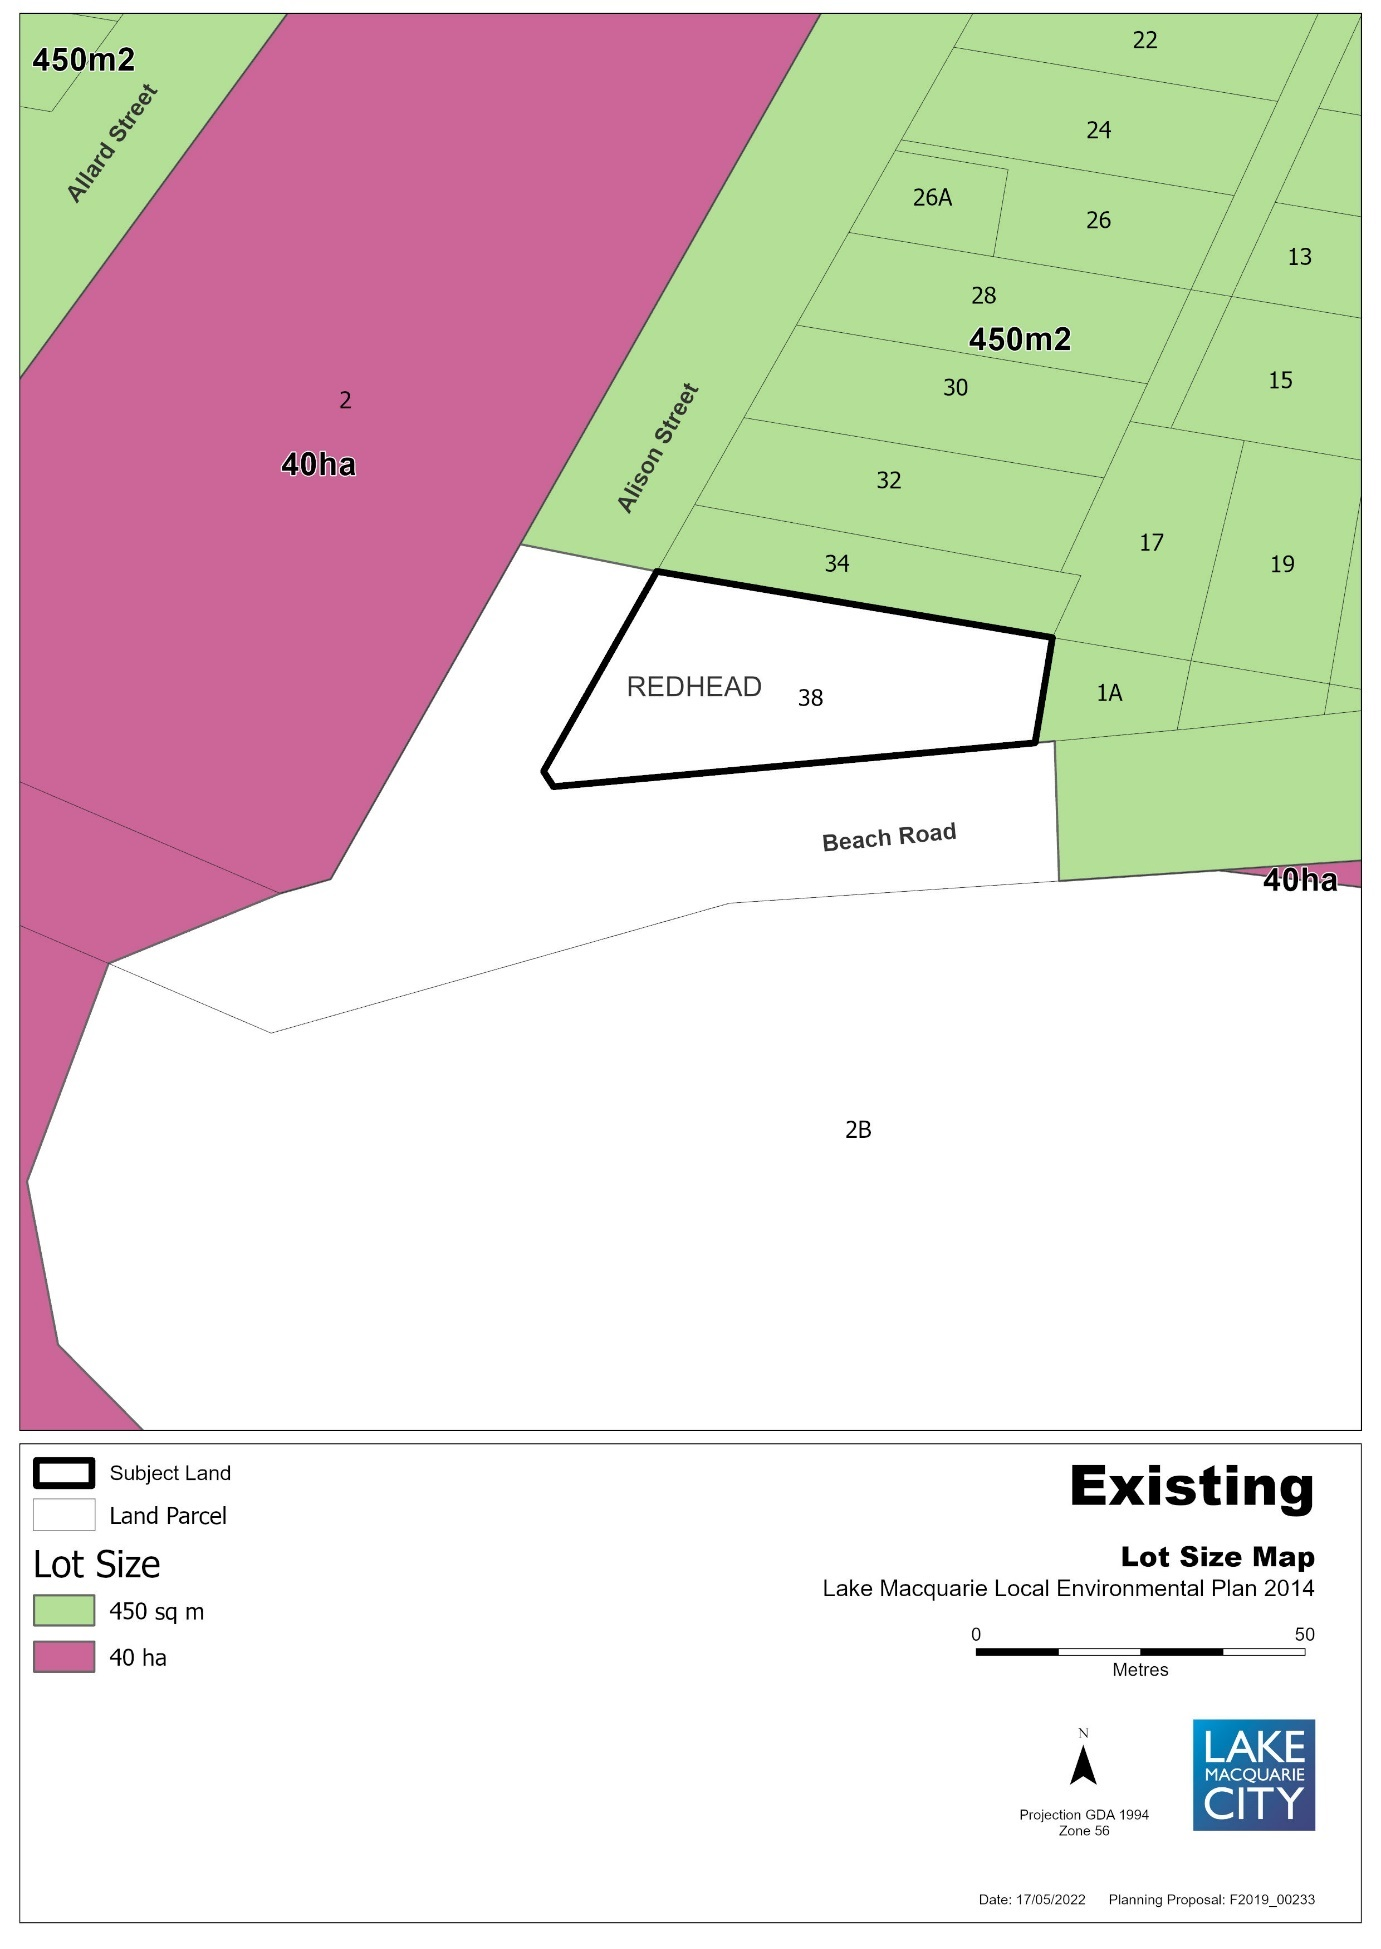 450m2
Allard Street
22
24
26A
26
13
28
450m2
15
30
2
40ha
Alison Street
32
17
34
19
REDHEAD
38
1A
Beach Road
40ha
2B
Subject Land
Land Parcel
Lot Size
450 sq m
40 ha
Existing
Lot Size Map
Lake Macquarie Local Environmental Plan 2014
0 50
Metres
N
Projection GDA 1994
Zone 56
LAKE
MACQUARIE
CITY
Date: 17/05/2022 Planning Proposal: F2019_00233